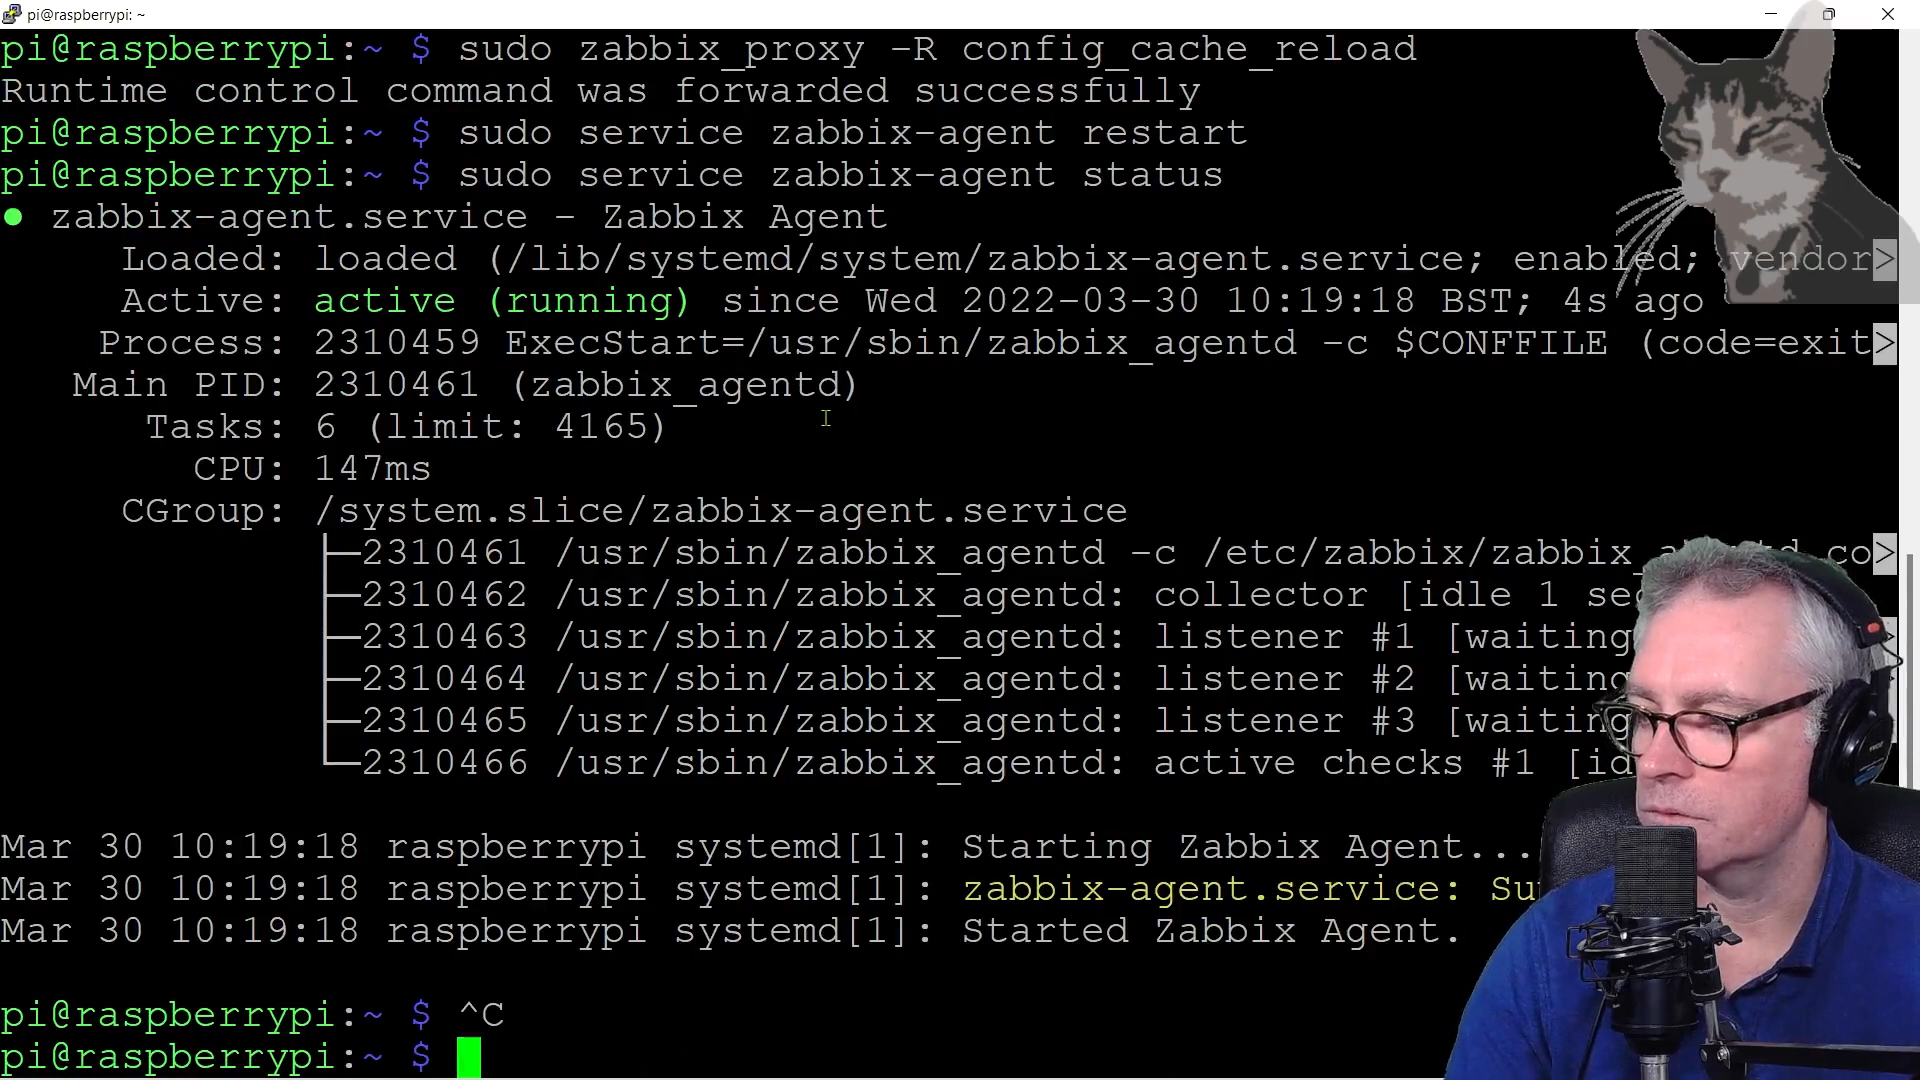 pi@raspberrypi: ~
pi@raspberrypi:~ $ sudo zabbix_proxy -R config_cache_reload
Runtime control command was forwarded successfully
pi@raspberrypi:~ $ sudo service zabbix-agent restart
pi@raspberrypi:~ $ sudo service zabbix-agent status
● zabbix-agent.service - Zabbix Agent
Loaded: loaded (/lib/systemd/system/zabbix-agent.service; enabled; vendor>
Active: active (running) since Wed 2022-03-30 10:19:18 BST; 4s ago
Process: 2310459 ExecStart=/usr/sbin/zabbix_agentd -c $CONFFILE (code=exit>
Main PID: 2310461 (zabbix_agentd)
Tasks: 6 (limit: 4165)
CPU: 147ms
CGroup: /system.slice/zabbix-agent.service
├─2310461 /usr/sbin/zabbix_agentd -c /etc/zabbix/zabbix_agentd.co>
├─2310462 /usr/sbin/zabbix_agentd: collector [idle 1 se
├─2310463 /usr/sbin/zabbix_agentd: listener #1 [waiting
├─2310464 /usr/sbin/zabbix_agentd: listener #2 [waiting
├─2310465 /usr/sbin/zabbix_agentd: listener #3 [waiting
└─2310466 /usr/sbin/zabbix_agentd: active checks #1 [id
Mar 30 10:19:18 raspberrypi systemd[1]: Starting Zabbix Agent...
Mar 30 10:19:18 raspberrypi systemd[1]: zabbix-agent.service: Su
Mar 30 10:19:18 raspberrypi systemd[1]: Started Zabbix Agent.
pi@raspberrypi:~ $ ^C
pi@raspberrypi:~ $